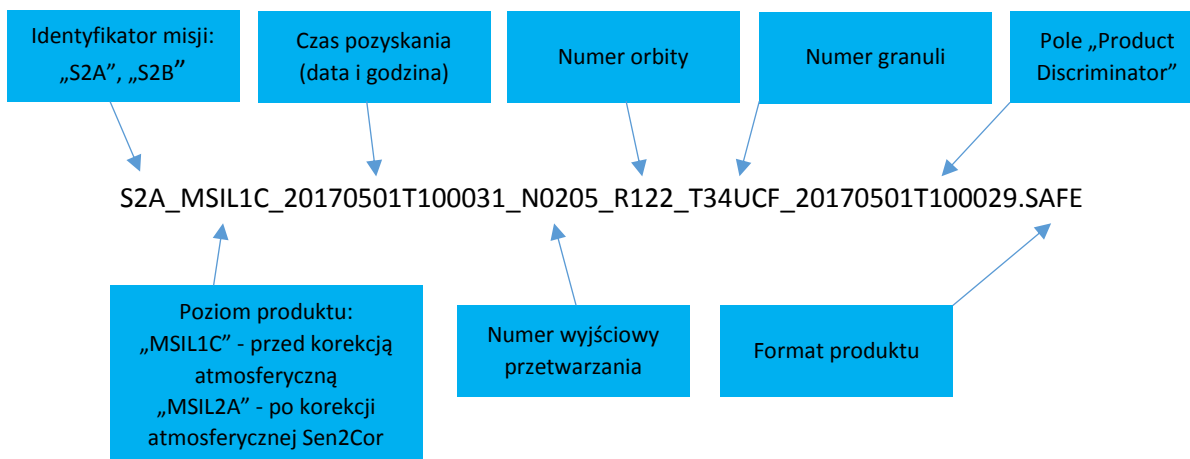 Identyfikator misji:
„S2A”, „S2B”
Czas pozyskania
(data i godzina)
Numer orbity
Numer granuli
Pole „Product
Discriminator”
S2A_MSIL1C_20170501T100031_N0205_R122_T34UCF_20170501T100029.SAFE
Poziom produktu:
„MSIL1C” - przed korekcją
atmosferyczną
„MSIL2A” - po korekcji
atmosferycznej Sen2Cor
Numer wyjściowy
przetwarzania
Format produktu